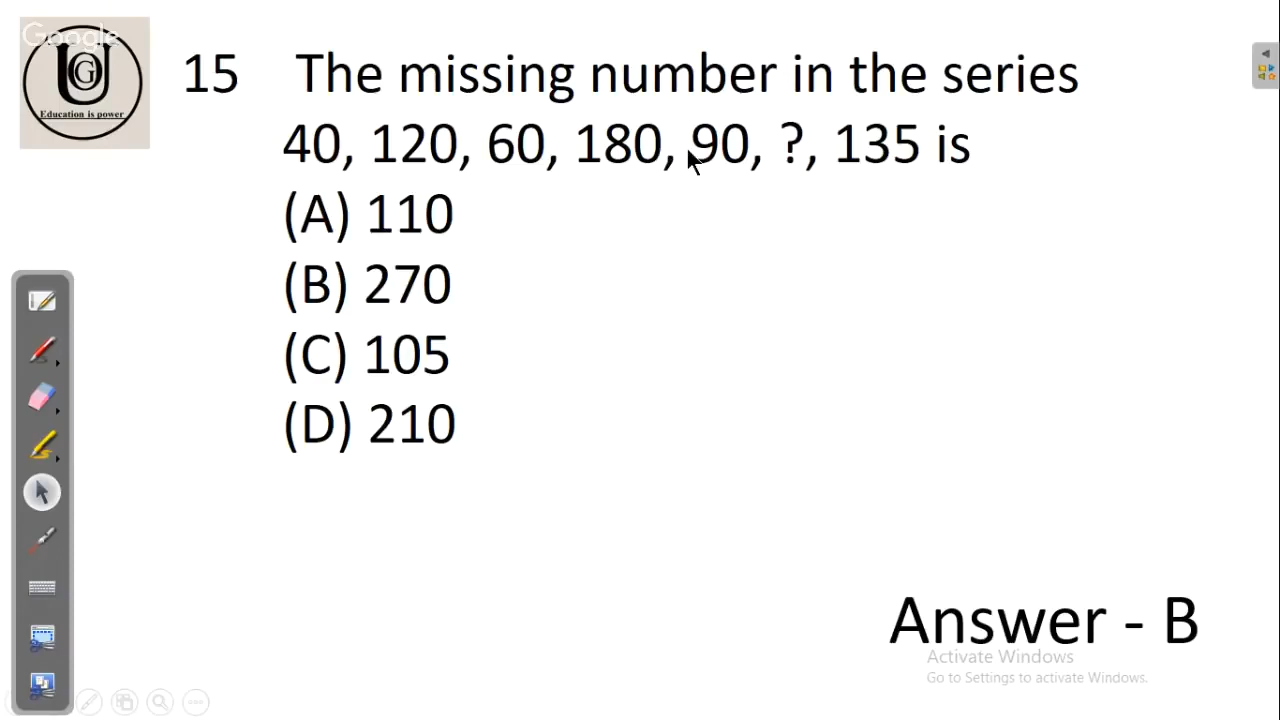 Google
U
G
Education is power
15 The missing number in the series
40, 120, 60, 180, 90, ?, 135 is
(A) 110
(B) 270
(C) 105
(D) 210
Answer - B
Activate Windows
Go to Settings to activate Windows.